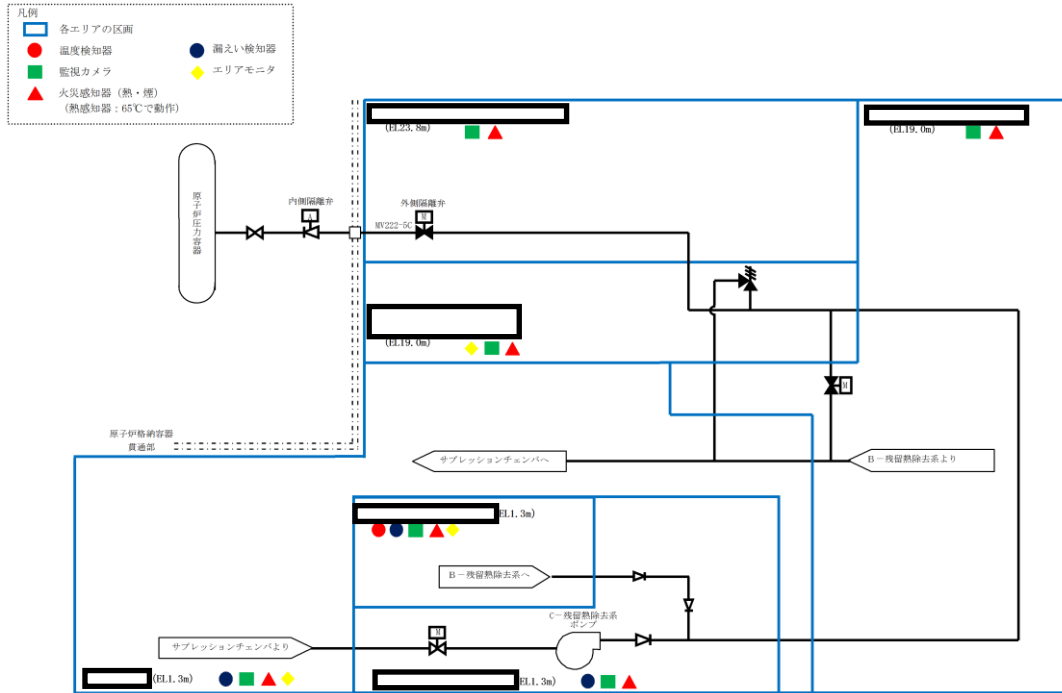 凡例
各エリアの区画
温度検知器
漏えい検知器
監視カメラ
エリアモニタ
火災感知器（熱・煙）
（熱感知器：65℃で動作）
(EL23.8m)
(EL19.0m)
原子炉圧力容器
内側隔離弁
外側隔離弁
A
M
MV222-5C
(EL19.0m)
M
原子炉格納容器
貫通部
サプレッションチェンバへ
B－残留熱除去系より
EL1.3m)
B－残留熱除去系へ
C－残留熱除去系
ポンプ
M
サプレッションチェンバより
(EL1.3m)
EL1.3m)